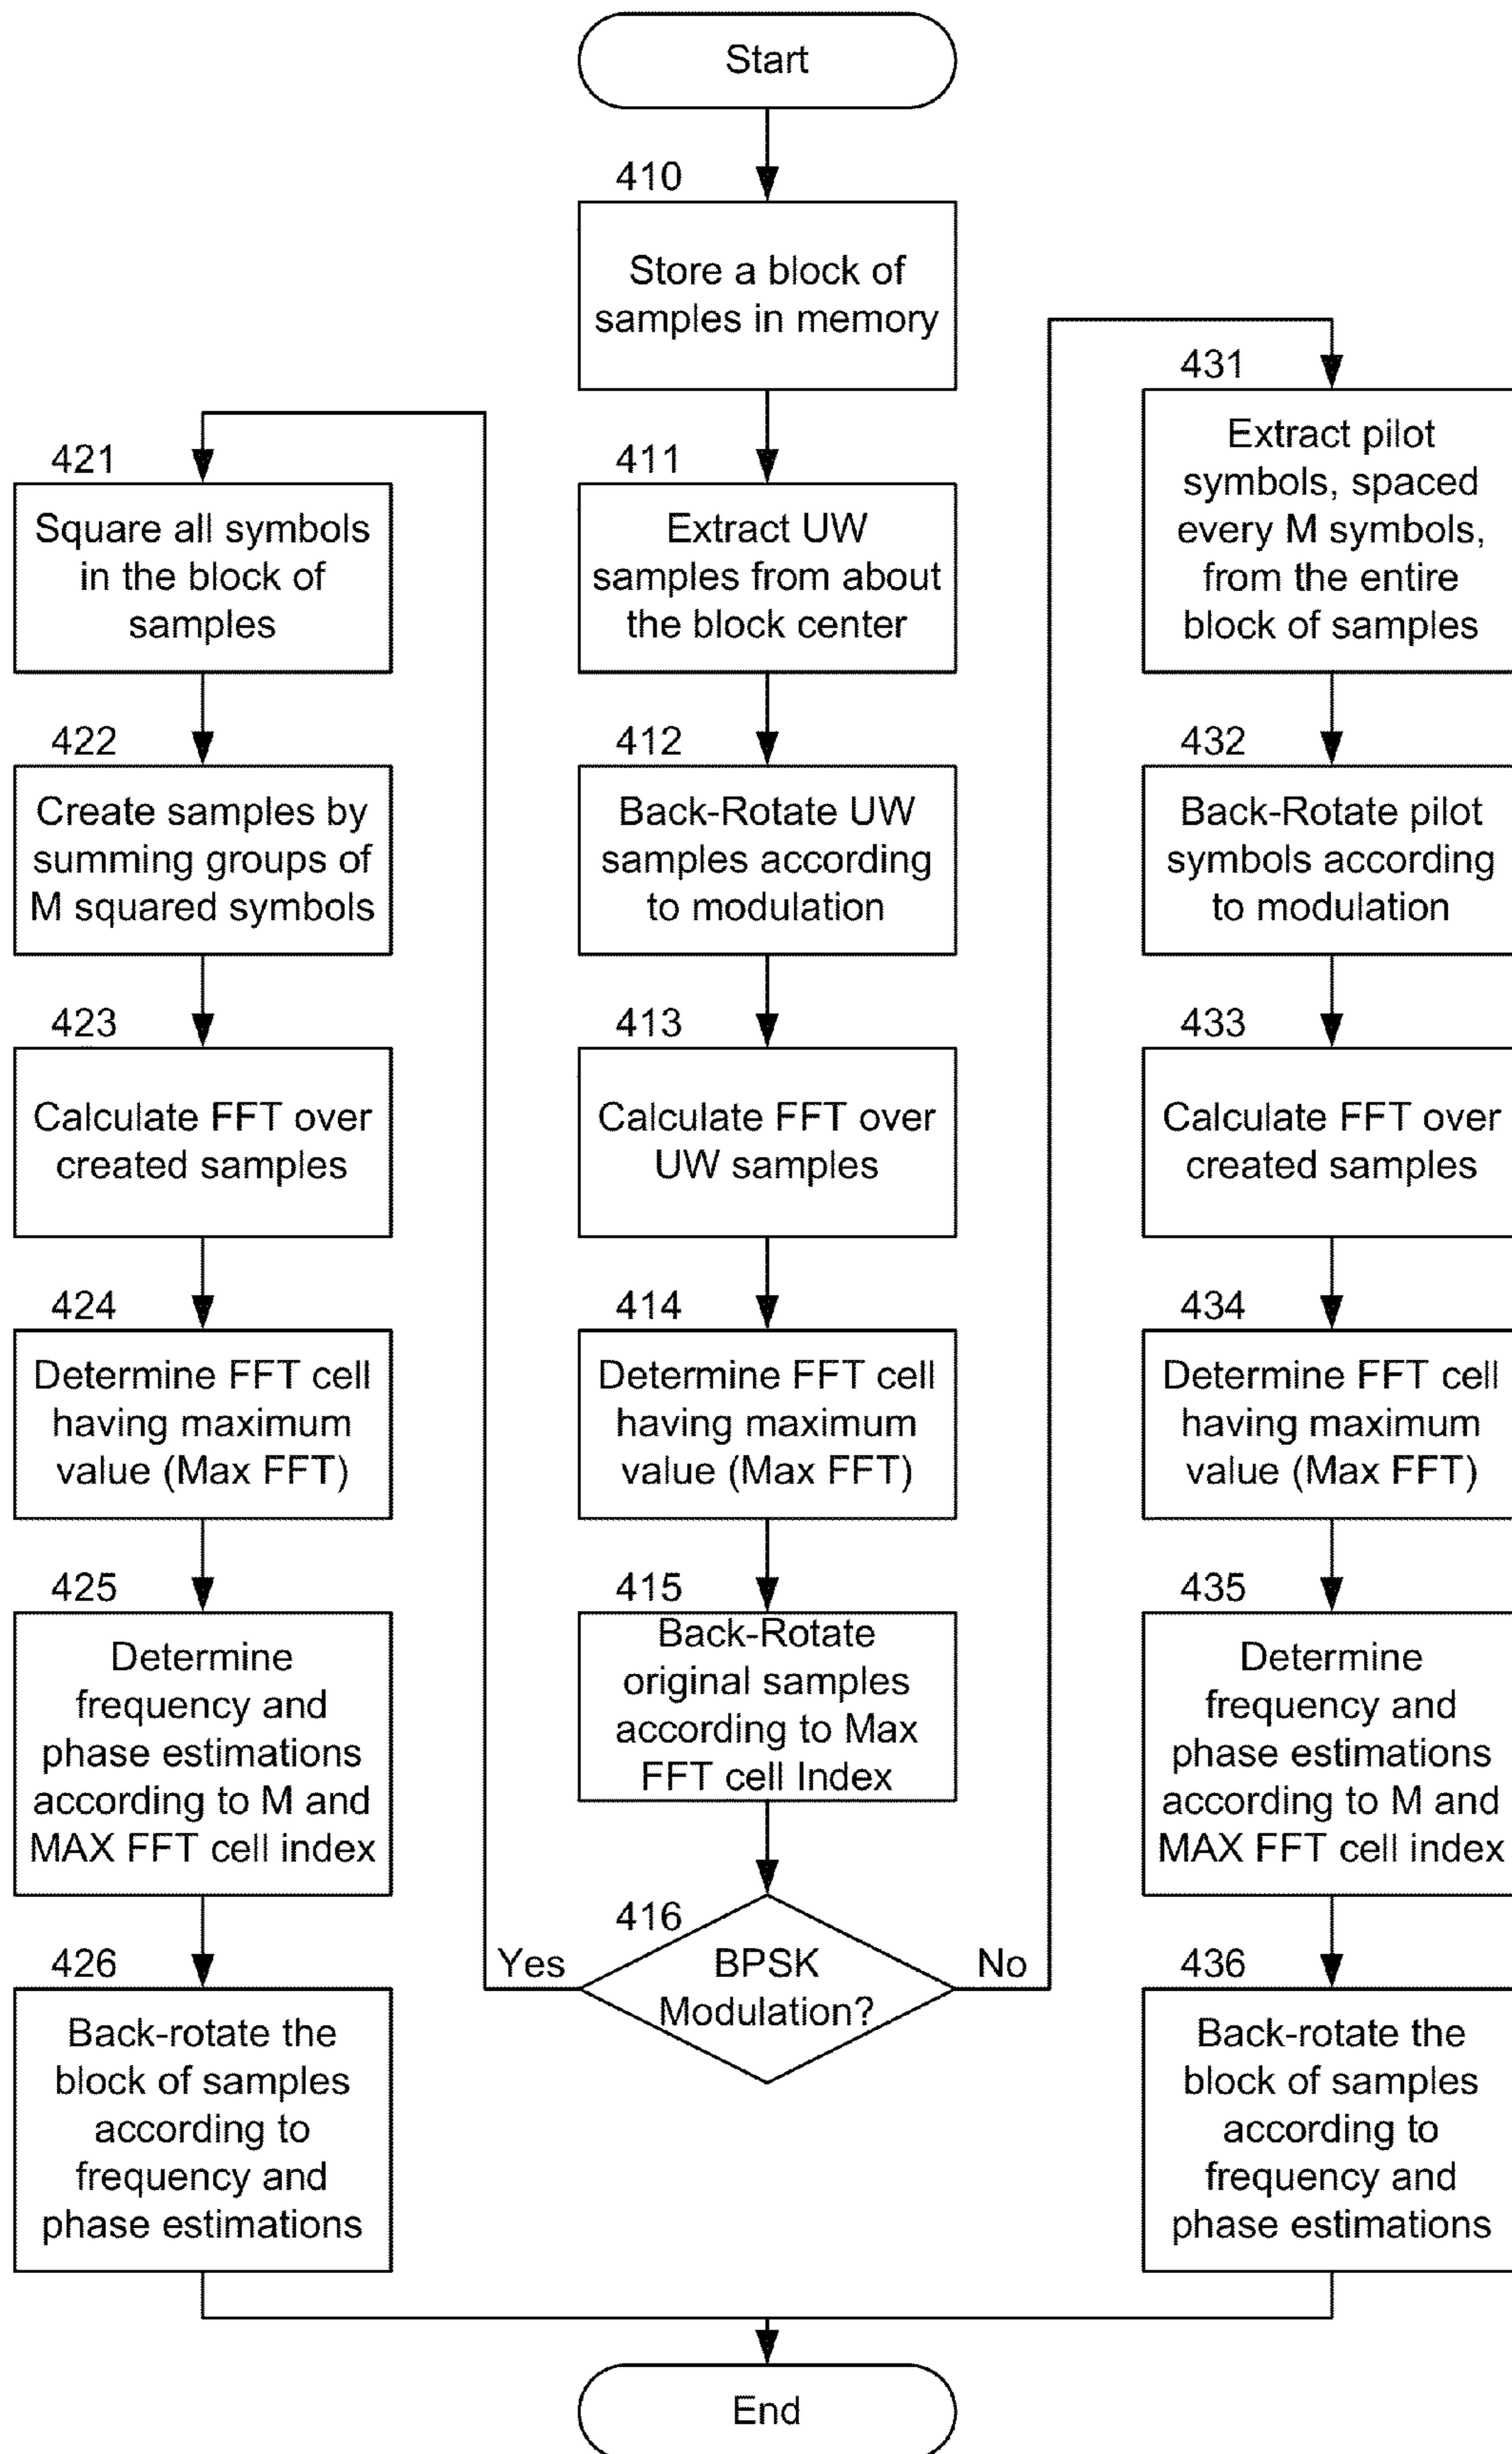 Start
410
Store a block of
samples in memory
411
Extract UW
samples from about
the block center
412
Back-Rotate UW
samples according
to modulation
413
Calculate FFT over
UW samples
414
Determine FFT cell
having maximum
value (Max FFT)
415
Back-Rotate
original samples
according to Max
FFT cell Index
416
BPSK
Modulation?
Yes
No
421
Square all symbols
in the block of
samples
422
Create samples by
summing groups of
M squared symbols
423
Calculate FFT over
created samples
424
Determine FFT cell
having maximum
value (Max FFT)
425
Determine
frequency and
phase estimations
according to M and
MAX FFT cell index
426
Back-rotate the
block of samples
according to
frequency and
phase estimations
431
Extract pilot
symbols, spaced
every M symbols,
from the entire
block of samples
432
Back-Rotate pilot
symbols according
to modulation
433
Calculate FFT over
created samples
434
Determine FFT cell
having maximum
value (Max FFT)
435
Determine
frequency and
phase estimations
according to M and
MAX FFT cell index
436
Back-rotate the
block of samples
according to
frequency and
phase estimations
End